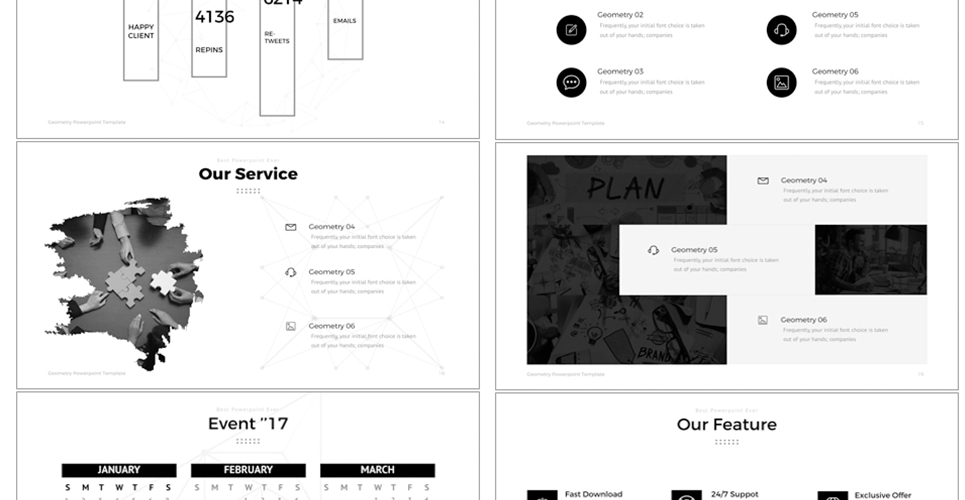 4136
8214
HAPPY
CLIENT
REPINS
RE-
TWEETS
EMAILS
Geometry Powerpoint Template
14
Geometry 02
Frequently, your initial font choice is taken
out of your hands; companies
Geometry 05
Frequently, your initial font choice is taken
out of your hands; companies
Geometry 03
Frequently, your initial font choice is taken
out of your hands; companies
Geometry 06
Frequently, your initial font choice is taken
out of your hands; companies
Geometry Powerpoint Template
15
Best Powerpoint Ever
Our Service
Geometry 04
Frequently, your initial font choice is taken
out of your hands; companies
Geometry 05
Frequently, your initial font choice is taken
out of your hands; companies
Geometry 06
Frequently, your initial font choice is taken
out of your hands; companies
Geometry Powerpoint Template
18
PLAN
BRAND
Geometry 04
Frequently, your initial font choice is taken
out of your hands; companies
Geometry 05
Frequently, your initial font choice is taken
out of your hands; companies
Geometry 06
Frequently, your initial font choice is taken
out of your hands; companies
Geometry Powerpoint Template
19
Best Powerpoint Ever
Event ''17
JANUARY
FEBRUARY
MARCH
S M T W T F S
S M T W T F S
S M T W T F S
Best Powerpoint Ever
Our Feature
Fast Download
24/7 Suppot
Exclusive Offer